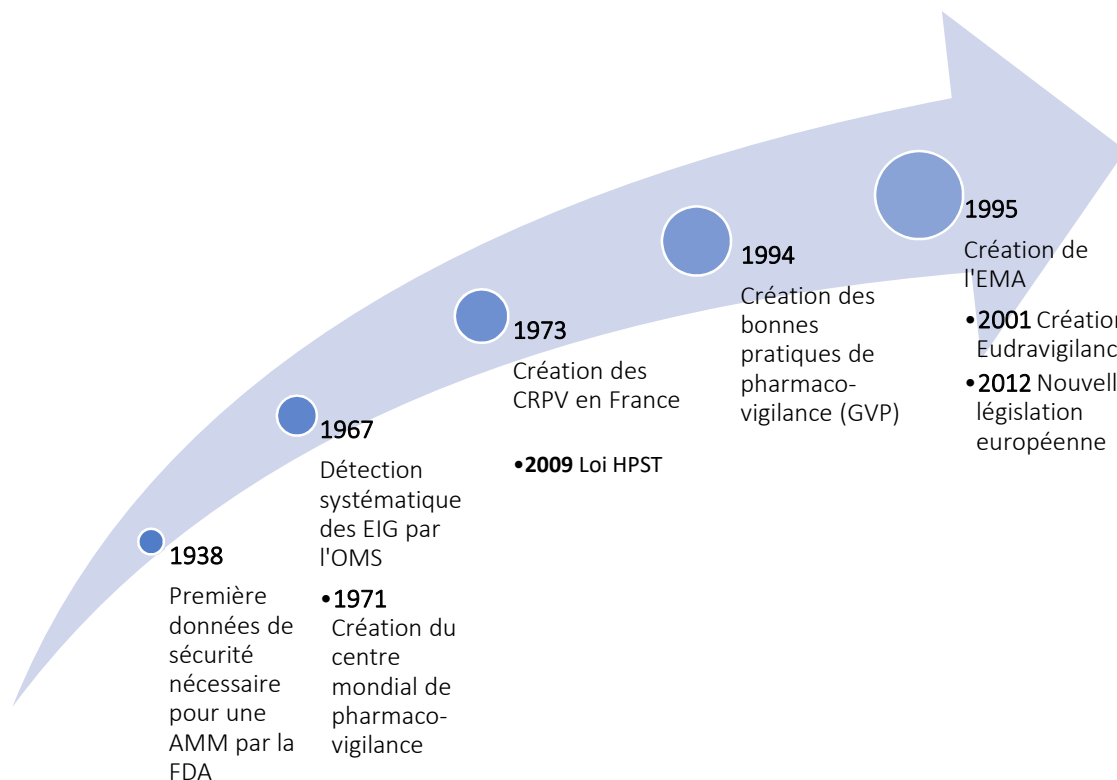 1938
Première
données de
sécurité
nécessaire
pour une
AMM par la
FDA
1967
Détection
systématique
des EIG par
l'OMS
•1971
Création du
centre
mondial de
pharmaco-
vigilance
1973
Création des
CRPV en France
•2009 Loi HPST
1994
Création des
bonnes
pratiques de
pharmaco-
vigilance (GVP)
1995
Création de
l'EMA
•2001 Création
Eudravigilanc
•2012 Nouvell
législation
européenne